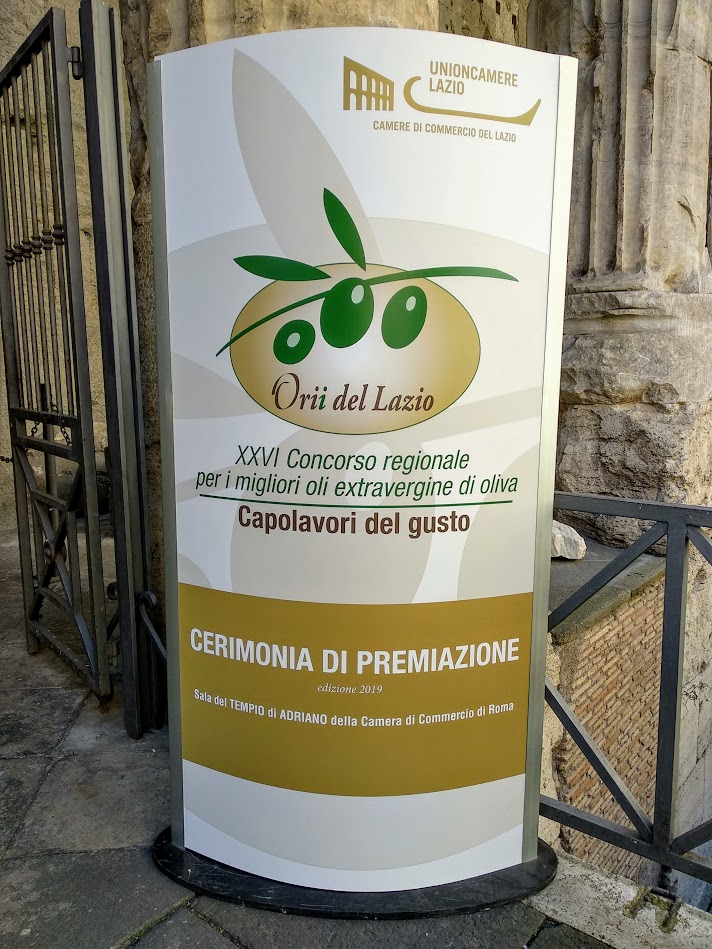 UNIONCAMERE
LAZIO
CAMERE DI COMMERCIO DEL LAZIO
Orii del Lazio
XXVI Concorso regionale
per i migliori oli extravergine di oliva
Capolavori del gusto
CERIMONIA DI PREMIAZIONE
edizione 2019
Sala del TEMPIO di ADRIANO della Camera di Commercio di Roma